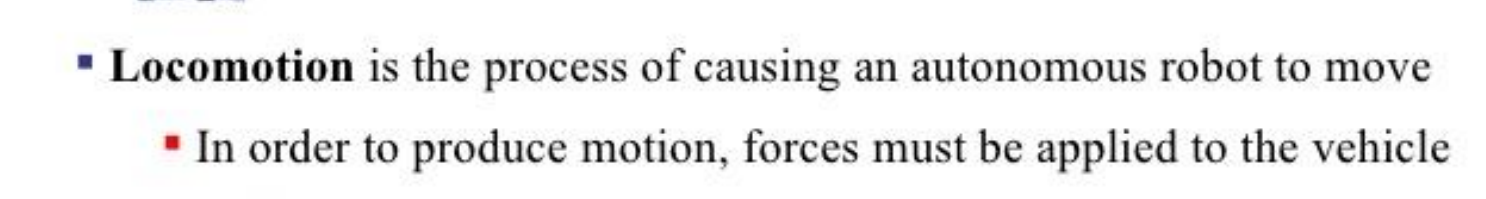 Locomotion is the process of causing an autonomous robot to move
In order to produce motion, forces must be applied to the vehicle